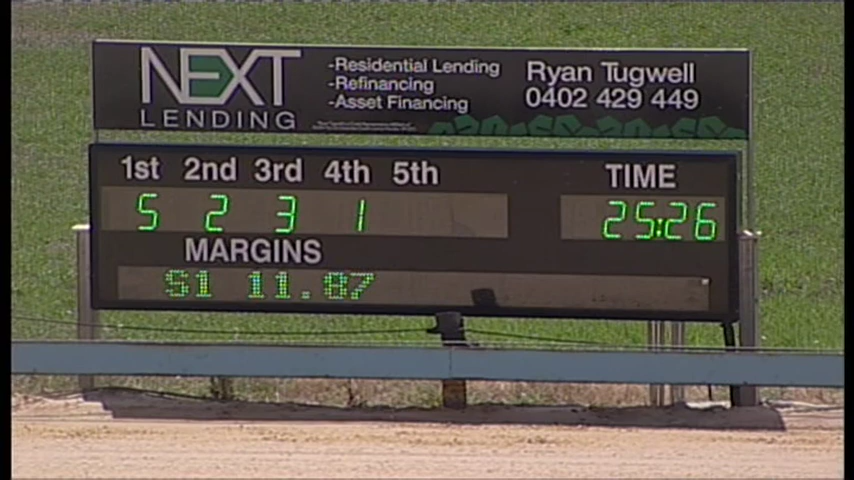 NEXT
LENDING
-Residential Lending
-Refinancing
-Asset Financing
Ryan Tugwell
0402 429 449
1st 2nd 3rd 4th 5th TIME
5 2 3 1 25:26
MARGINS
S1 11.87